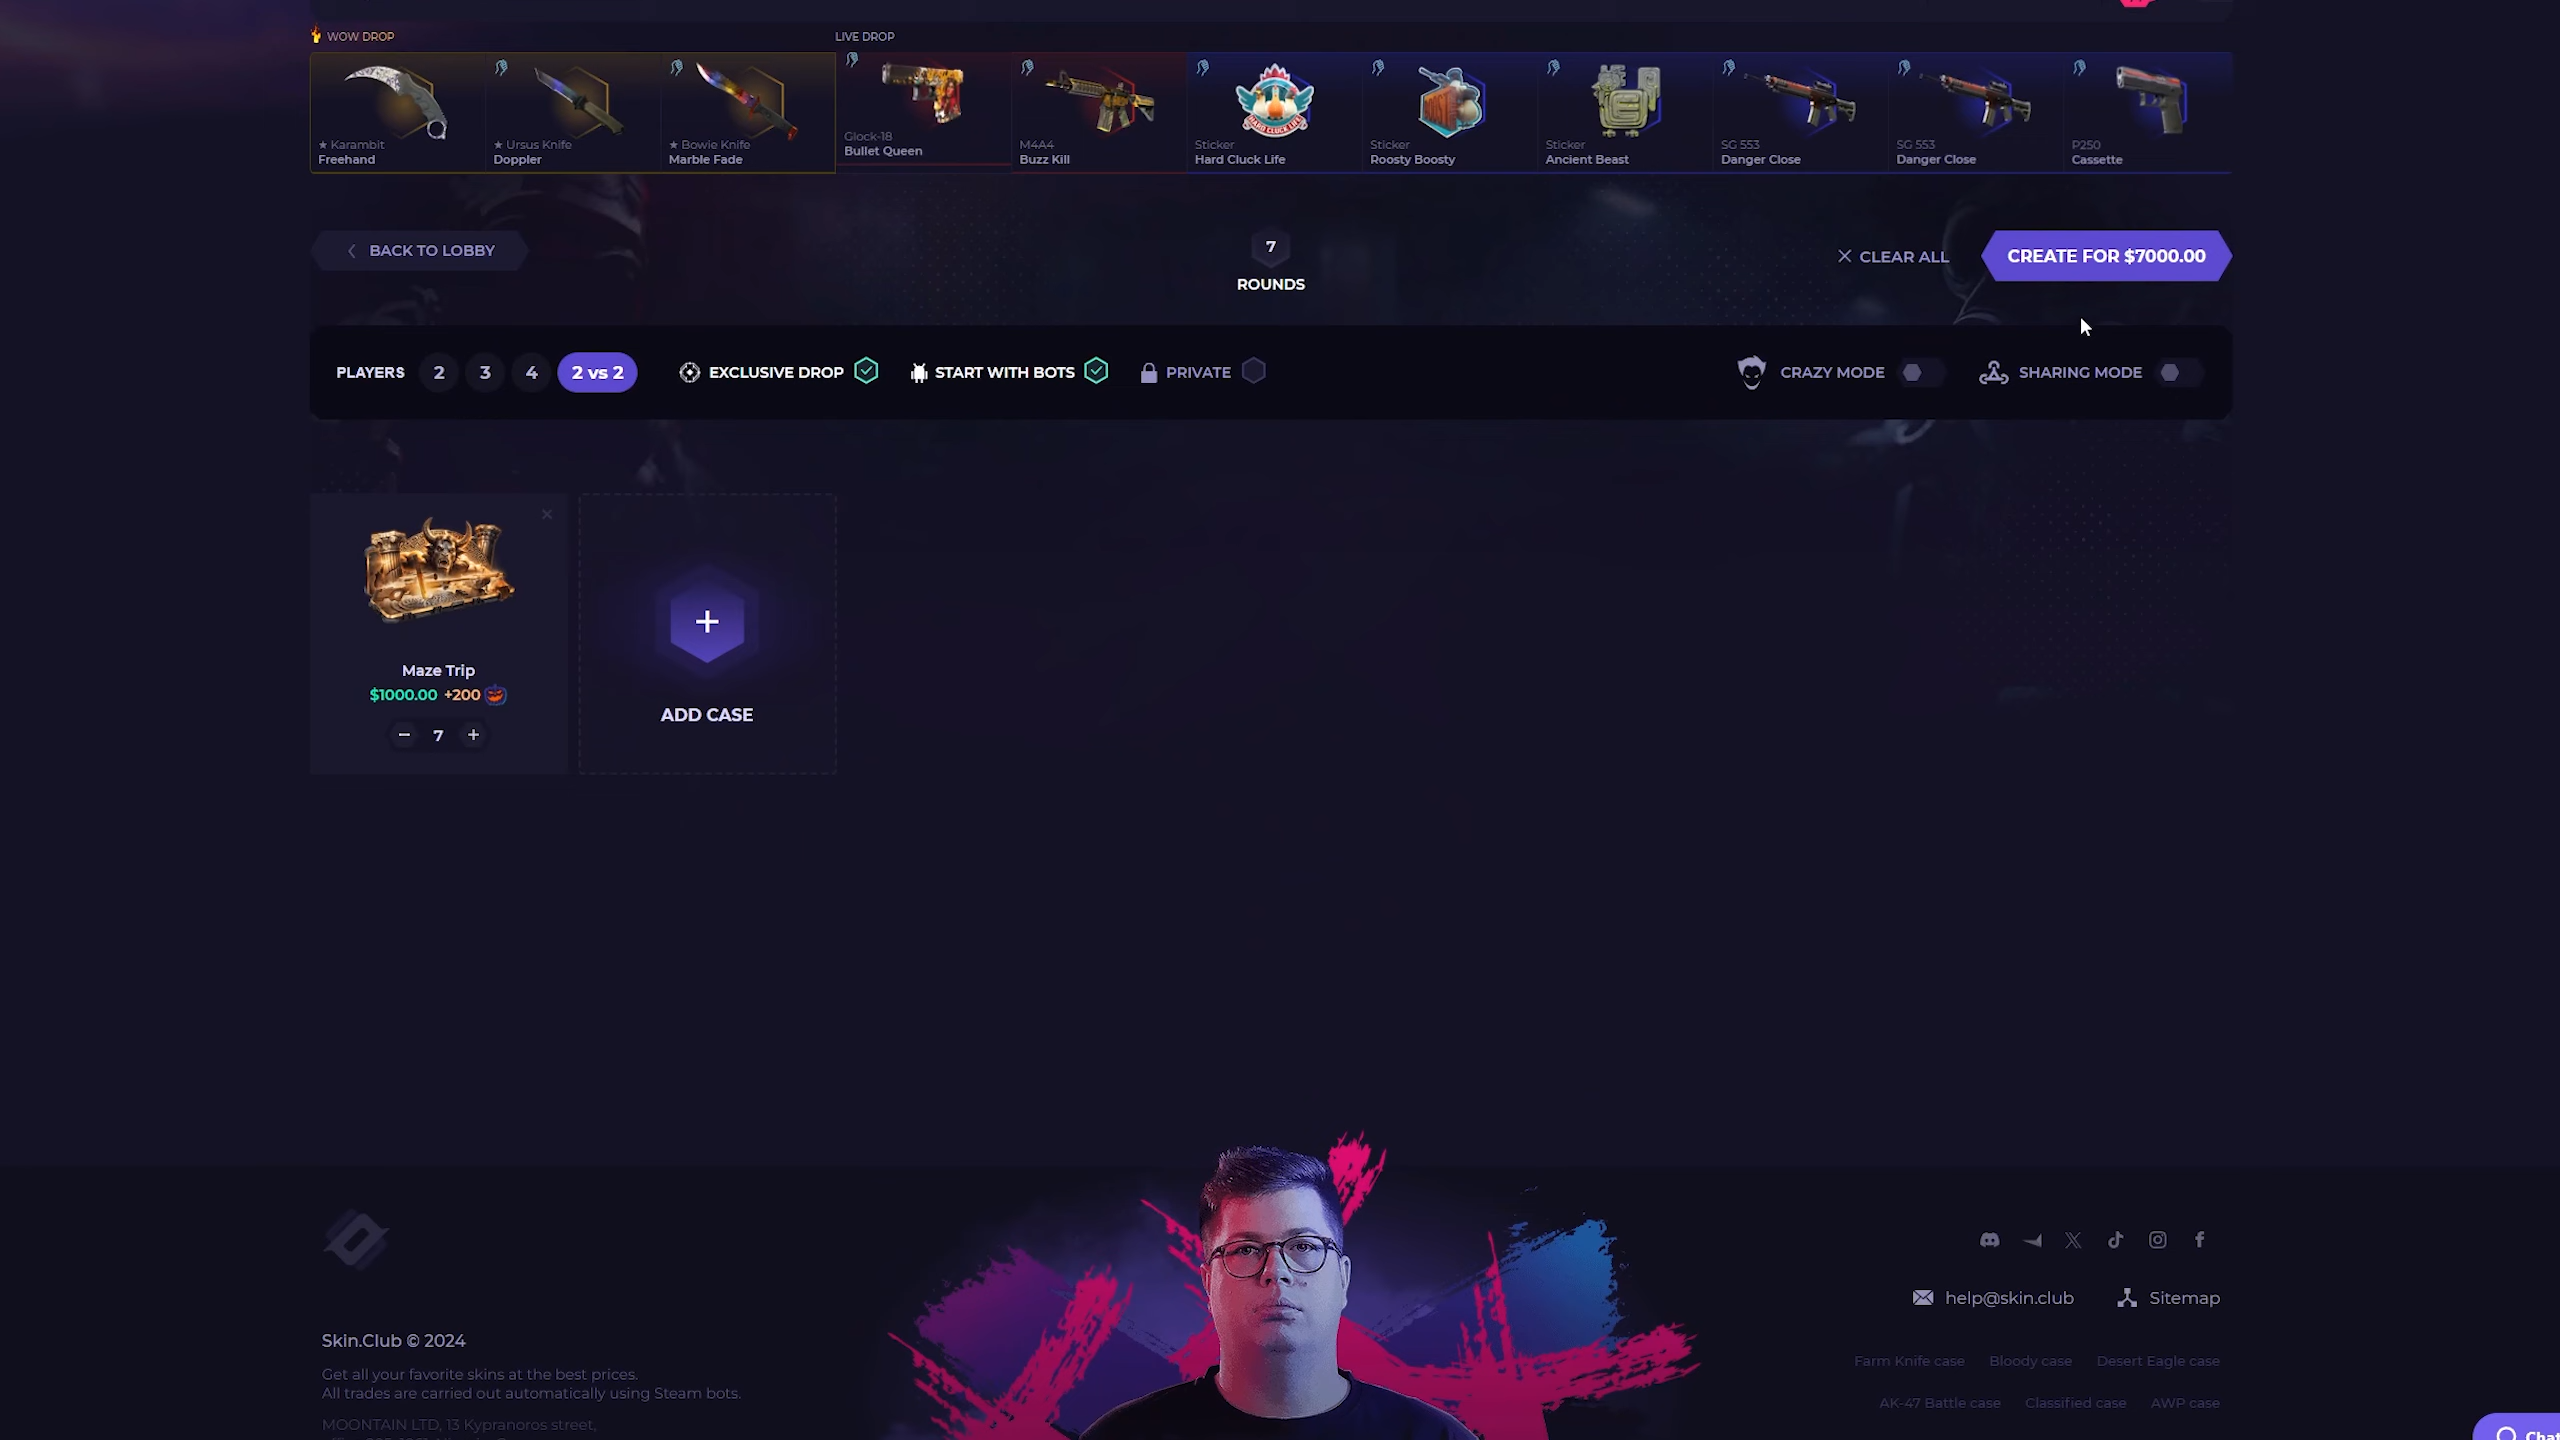 WOW DROP
LIVE DROP
★ Karambit
Freehand
★ Ursus Knife
Doppler
★ Bowie Knife
Marble Fade
Glock-18
Bullet Queen
M4A4
Buzz Kill
Sticker
Hard Cluck Life
HARD CLUCK LIFE
Sticker
Roosty Boosty
Sticker
Ancient Beast
SG 553
Danger Close
SG 553
Danger Close
P250
Cassette
BACK TO LOBBY
7
ROUNDS
CLEAR ALL
CREATE FOR $7000.00
PLAYERS
2
3
4
2 vs 2
EXCLUSIVE DROP
START WITH BOTS
PRIVATE
CRAZY MODE
SHARING MODE
Maze Trip
$1000.00 +200
− 7 +
+
ADD CASE
help@skin.club
Sitemap
Skin.Club © 2024
Get all your favorite skins at the best prices.
All trades are carried out automatically using Steam bots.
MOONTAIN LTD, 13 Kypranoros street,
Farm Knife case
Bloody case
Desert Eagle case
AK-47 Battle case
Classified case
AWP case
Chat